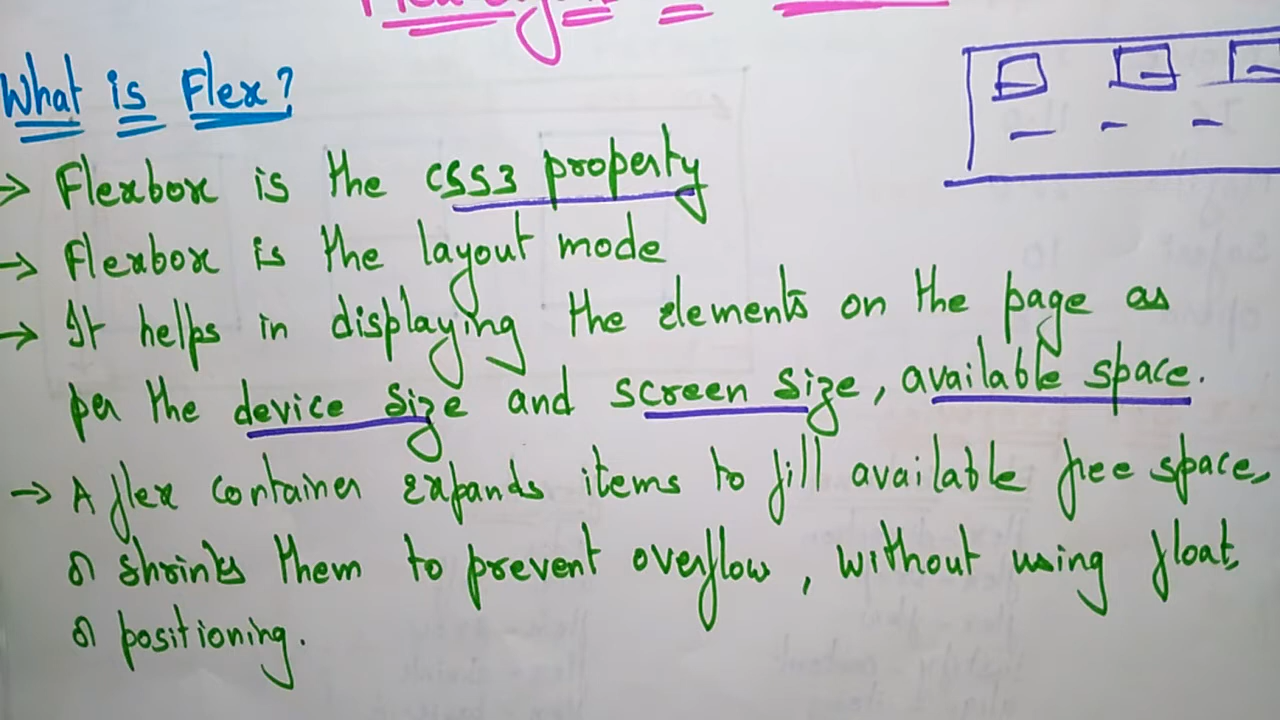 What is Flex?
→ Flexbox is the CSS3 property
→ Flexbox is the layout mode
→ It helps in displaying the elements on the page as
per the device size and screen size, available space.
→ A flex container expands items to fill available free space,
or shrinks them to prevent overflow, without using float,
or positioning.